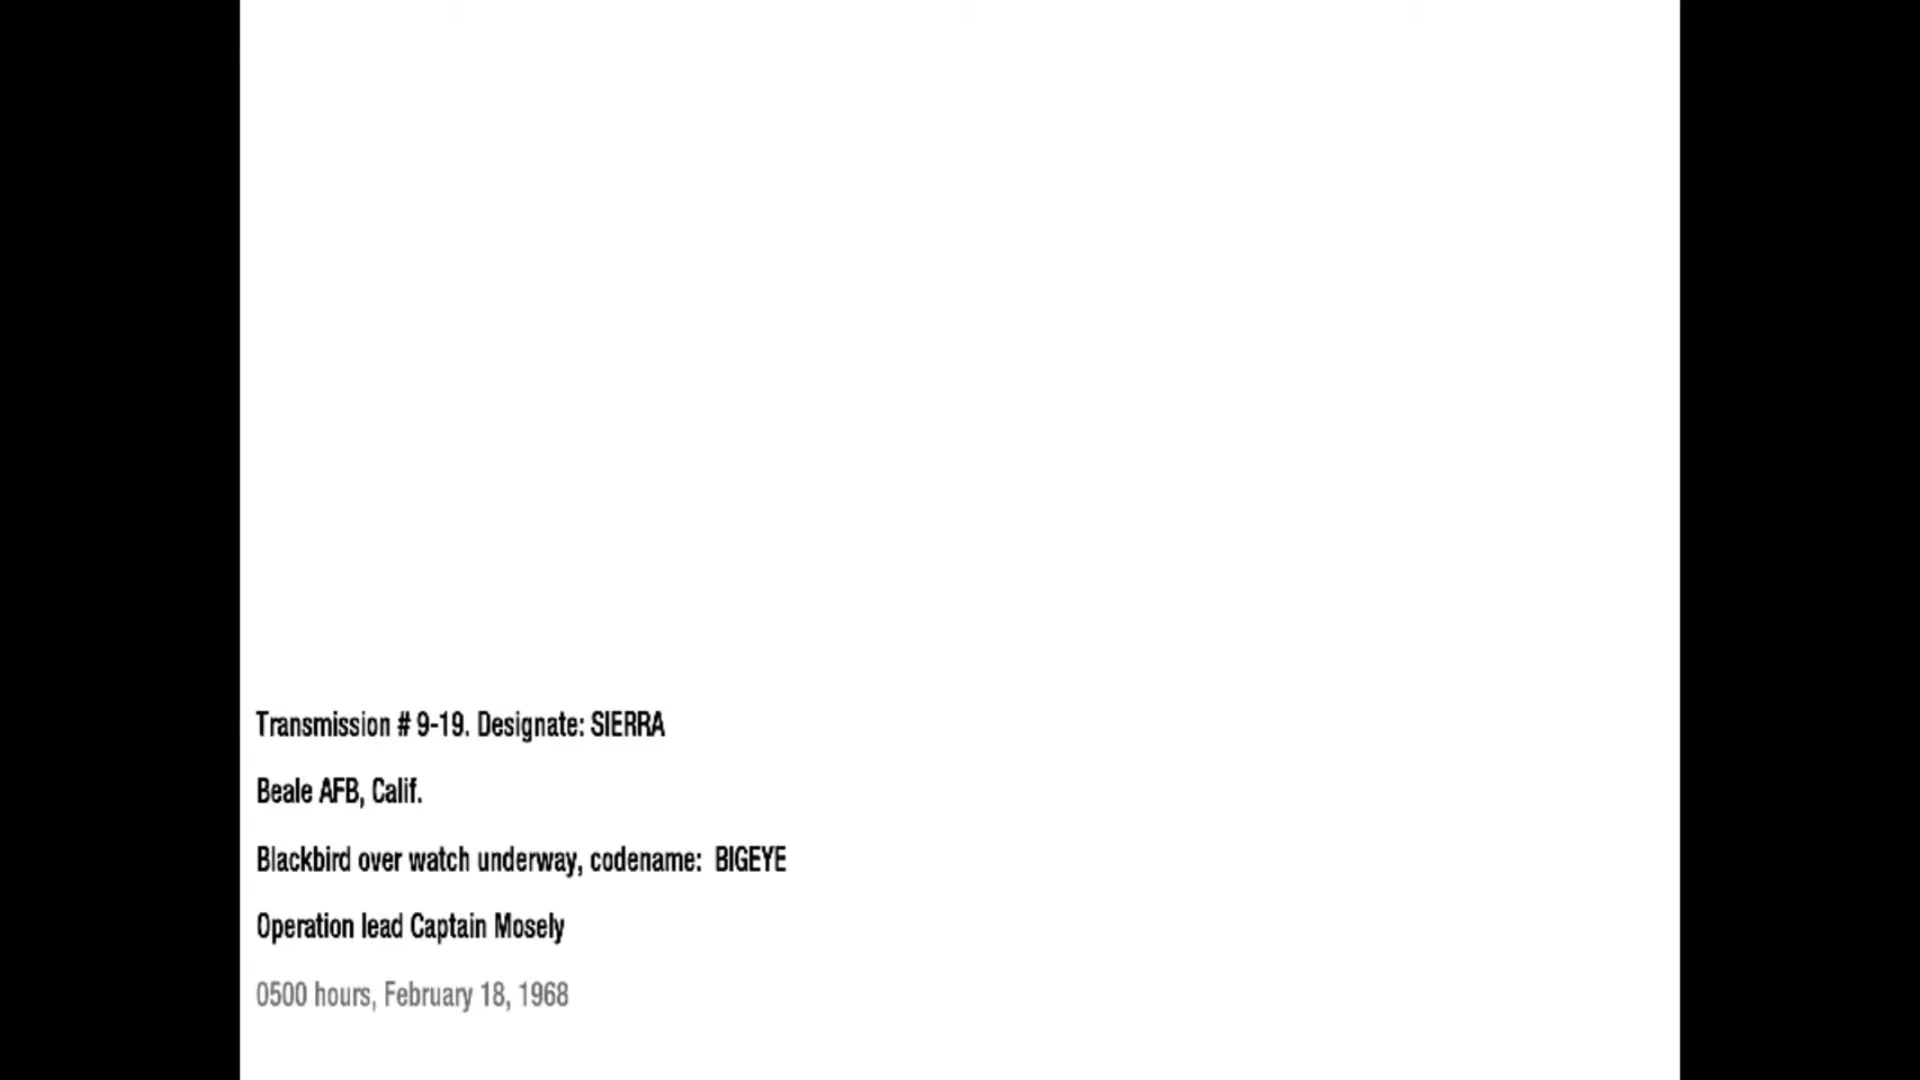 Transmission # 9-19. Designate: SIERRA
Beale AFB, Calif.
Blackbird over watch underway, codename: BIGEYE
Operation lead Captain Mosely
0500 hours, February 18, 1968